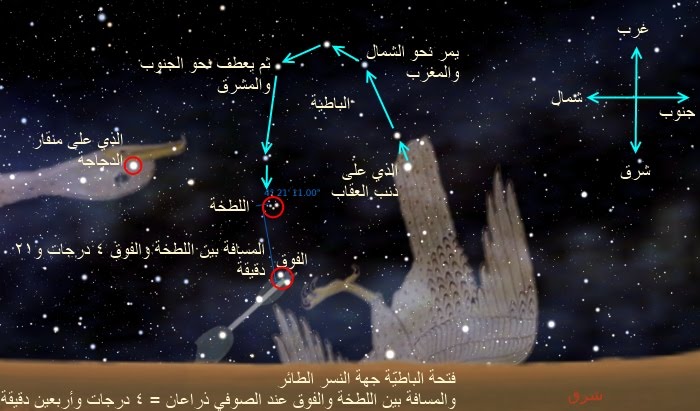 غرب
شمال
جنوب
شرق
يمر نحو الشمال
والمغرب
ثم يعطف نحو الجنوب
والمشرق
الباطية
الذي على منقار
الدجاجة
الذي على
ذنب العقاب
4°21' 11.00"
اللطخة
المسافة بين اللطخة والفوق ٤ درجات و٢١
دقيقة
الفوق
فتحة الباطيّة جهة النسر الطائر
والمسافة بين اللطخة والفوق عند الصوفي ذراعان = ٤ درجات وأربعين دقيقة
شرق